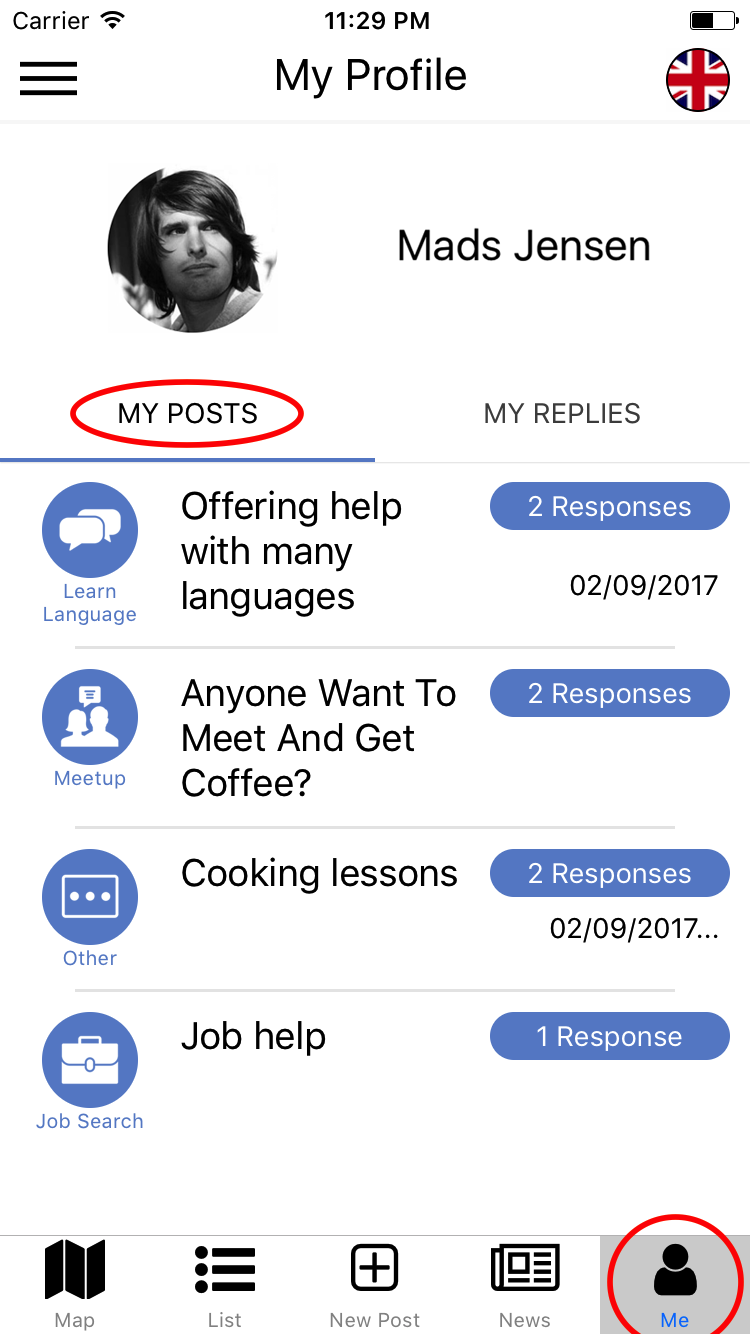 Carrier 11:29 PM
My Profile
Mads Jensen
MY POSTS MY REPLIES
Offering help
with many
languages
2 Responses
02/09/2017
Learn
Language
Anyone Want To
Meet And Get
Coffee?
2 Responses
Meetup
Cooking lessons
2 Responses
02/09/2017...
Other
Job help
1 Response
Job Search
Map List New Post News Me